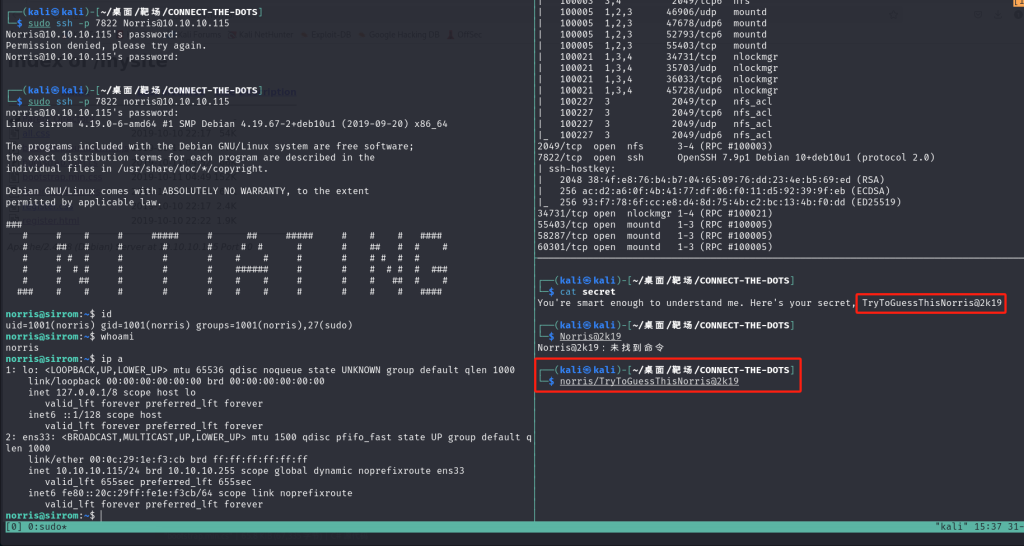 ┌──(kali㉿kali)-[~/桌面/靶场/CONNECT-THE-DOTS]
└─$ sudo ssh -p 7822 Norris@10.10.10.115
Norris@10.10.10.115's password:
Permission denied, please try again.
Norris@10.10.10.115's password:
┌──(kali㉿kali)-[~/桌面/靶场/CONNECT-THE-DOTS]
└─$ sudo ssh -p 7822 norris@10.10.10.115
norris@10.10.10.115's password:
Linux sirrom 4.19.0-6-amd64 #1 SMP Debian 4.19.67-2+deb10u1 (2019-09-20) x86_64
The programs included with the Debian GNU/Linux system are free software;
the exact distribution terms for each program are described in the
individual files in /usr/share/doc/*/copyright.
Debian GNU/Linux comes with ABSOLUTELY NO WARRANTY, to the extent
permitted by applicable law.
norris@sirrom:~$ id
uid=1001(norris) gid=1001(norris) groups=1001(norris),27(sudo)
norris@sirrom:~$ whoami
norris
norris@sirrom:~$ ip a
1: lo: <LOOPBACK,UP,LOWER_UP> mtu 65536 qdisc noqueue state UNKNOWN group default qlen 1000
link/loopback 00:00:00:00:00:00 brd 00:00:00:00:00:00
inet 127.0.0.1/8 scope host lo
valid_lft forever preferred_lft forever
inet6 ::1/128 scope host
valid_lft forever preferred_lft forever
2: ens33: <BROADCAST,MULTICAST,UP,LOWER_UP> mtu 1500 qdisc pfifo_fast state UP group default q
len 1000
link/ether 00:0c:29:1e:f3:cb brd ff:ff:ff:ff:ff:ff
inet 10.10.10.115/24 brd 10.10.10.255 scope global dynamic noprefixroute ens33
valid_lft 655sec preferred_lft 655sec
inet6 fe80::20c:29ff:fe1e:f3cb/64 scope link noprefixroute
valid_lft forever preferred_lft forever
norris@sirrom:~$
| 100003 3,4 2049/tcp6 nfs
| 100005 1,2,3 46906/udp mountd
| 100005 1,2,3 47678/udp6 mountd
| 100005 1,2,3 52793/tcp6 mountd
| 100005 1,2,3 55403/tcp mountd
| 100021 1,3,4 34731/tcp nlockmgr
| 100021 1,3,4 35703/udp nlockmgr
| 100021 1,3,4 36033/tcp6 nlockmgr
| 100021 1,3,4 45728/udp6 nlockmgr
| 100227 3 2049/tcp nfs_acl
| 100227 3 2049/tcp6 nfs_acl
| 100227 3 2049/udp nfs_acl
|_ 100227 3 2049/udp6 nfs_acl
2049/tcp open nfs 3-4 (RPC #100003)
7822/tcp open ssh OpenSSH 7.9p1 Debian 10+deb10u1 (protocol 2.0)
| ssh-hostkey:
| 2048 38:4f:e8:76:b4:b7:04:65:09:76:dd:23:4e:b5:69:ed (RSA)
| 256 ac:d2:a6:0f:4b:41:77:df:06:f0:11:d5:92:39:9f:eb (ECDSA)
|_ 256 93:f7:78:6f:cc:e8:d4:8d:75:4b:c2:bc:13:4b:f0:dd (ED25519)
34731/tcp open nlockmgr 1-4 (RPC #100021)
55403/tcp open mountd 1-3 (RPC #100005)
58287/tcp open mountd 1-3 (RPC #100005)
60301/tcp open mountd 1-3 (RPC #100005)
┌──(kali㉿kali)-[~/桌面/靶场/CONNECT-THE-DOTS]
└─$ cat secret
You're smart enough to understand me. Here's your secret, TryToGuessThisNorris@2k19
┌──(kali㉿kali)-[~/桌面/靶场/CONNECT-THE-DOTS]
└─$ Norris@2k19
Norris@2k19：未找到命令
┌──(kali㉿kali)-[~/桌面/靶场/CONNECT-THE-DOTS]
└─$ norris/TryToGuessThisNorris@2k19
[0] 0:sudo* "kali" 15:37 31-